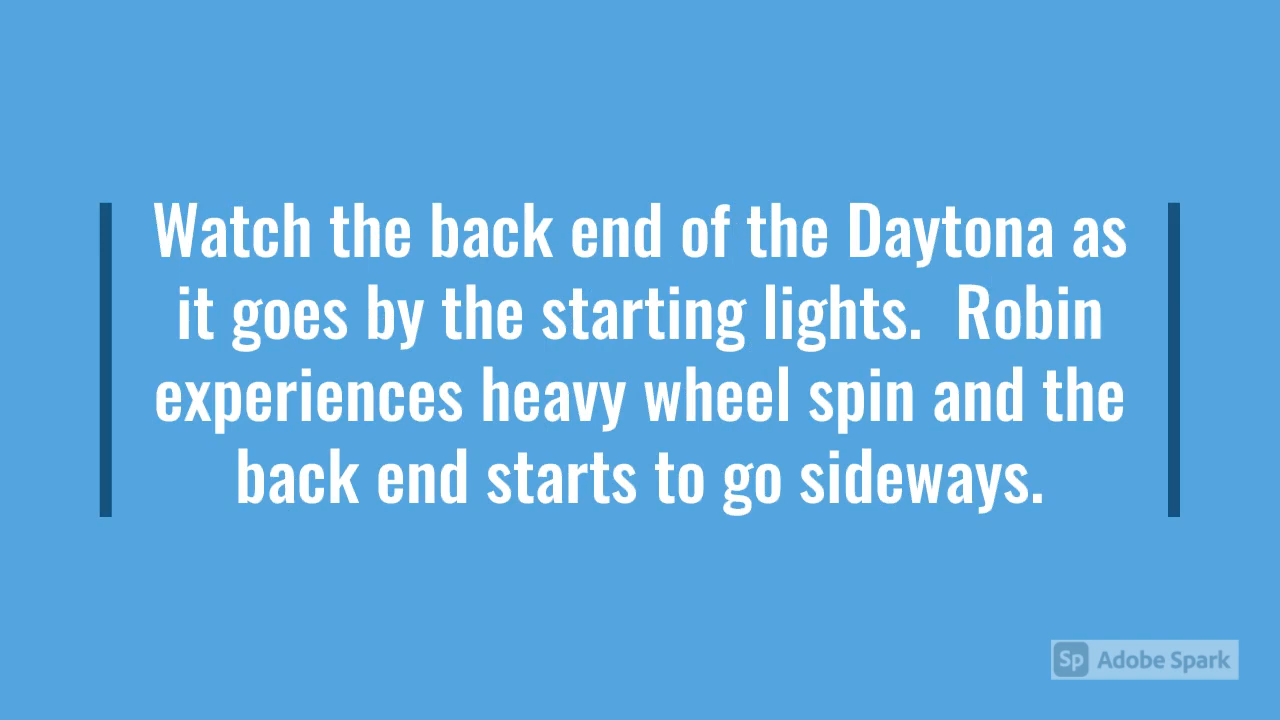 Watch the back end of the Daytona as
it goes by the starting lights.  Robin
experiences heavy wheel spin and the
back end starts to go sideways.
Sp Adobe Spark